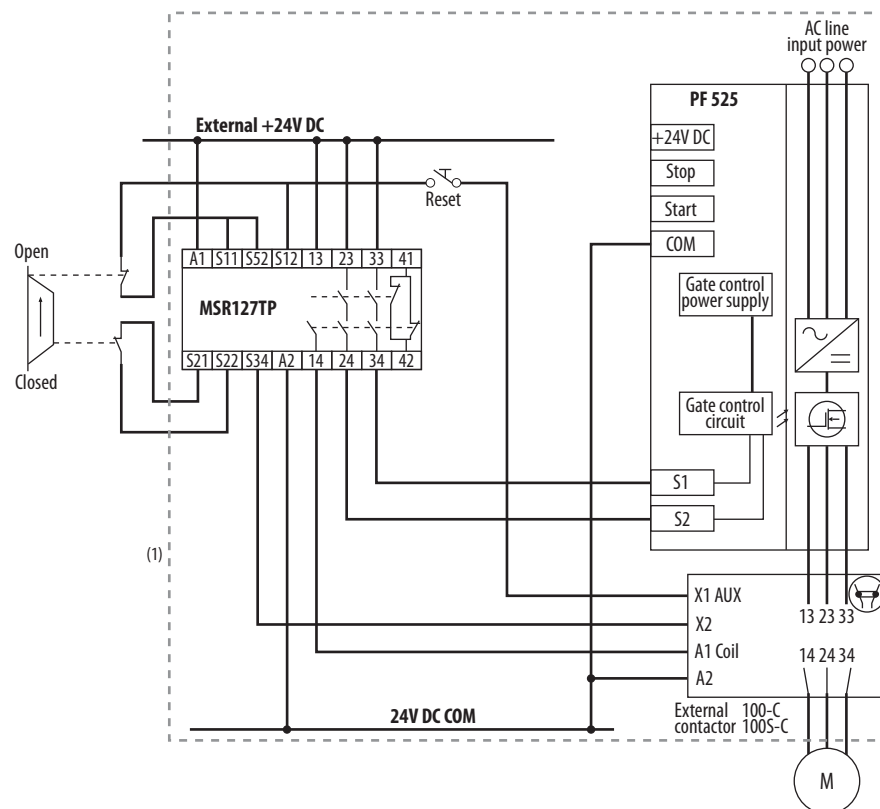 AC line
input power
PF 525
External +24V DC
+24V DC
Stop
Start
COM
Reset
Open
Closed
A1 S11 S52 S12 13 23 33 41
MSR127TP
S21 S22 S34 A2 14 24 34 42
Gate control
power supply
Gate control
circuit
S1
S2
(1)
X1 AUX
X2
A1 Coil
A2
13 23 33
14 24 34
24V DC COM
External 100-C
contactor 100S-C
M